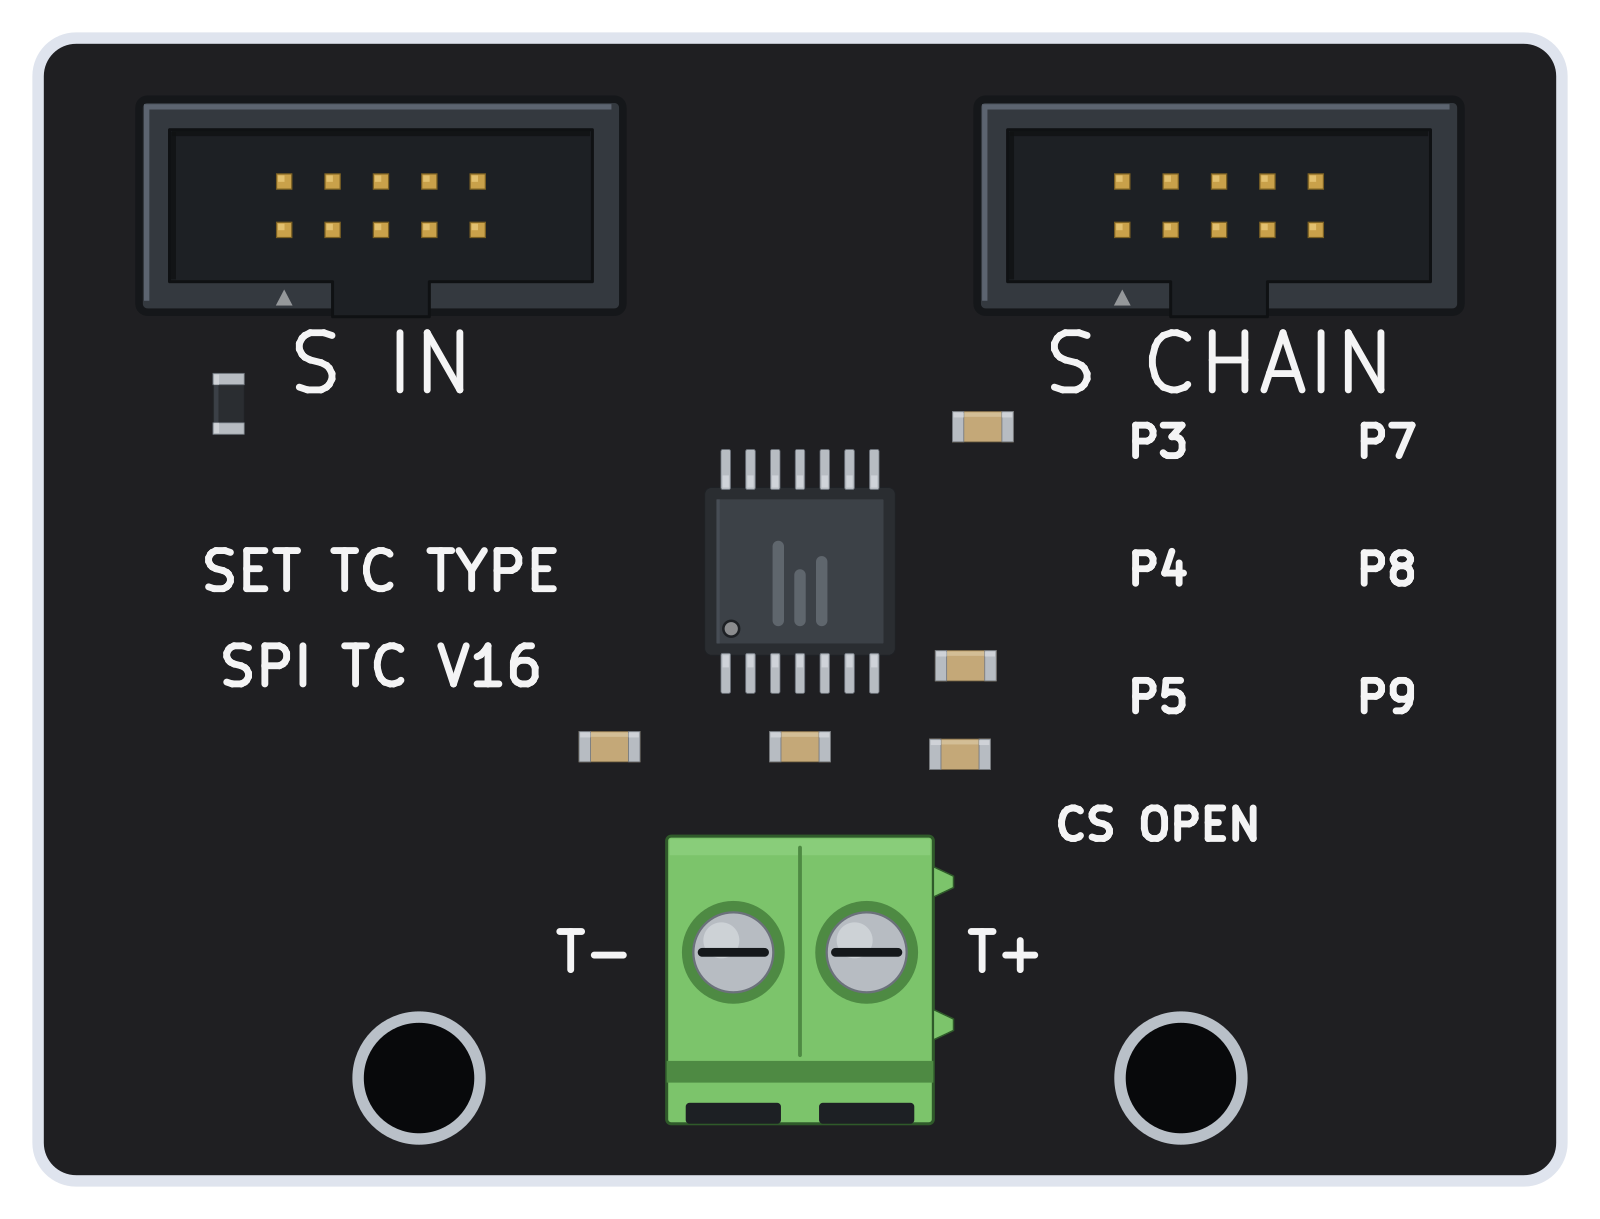 S IN
S CHAIN
P3 P7
SET TC TYPE
P4 P8
SPI TC V16
P5 P9
CS OPEN
T- T+